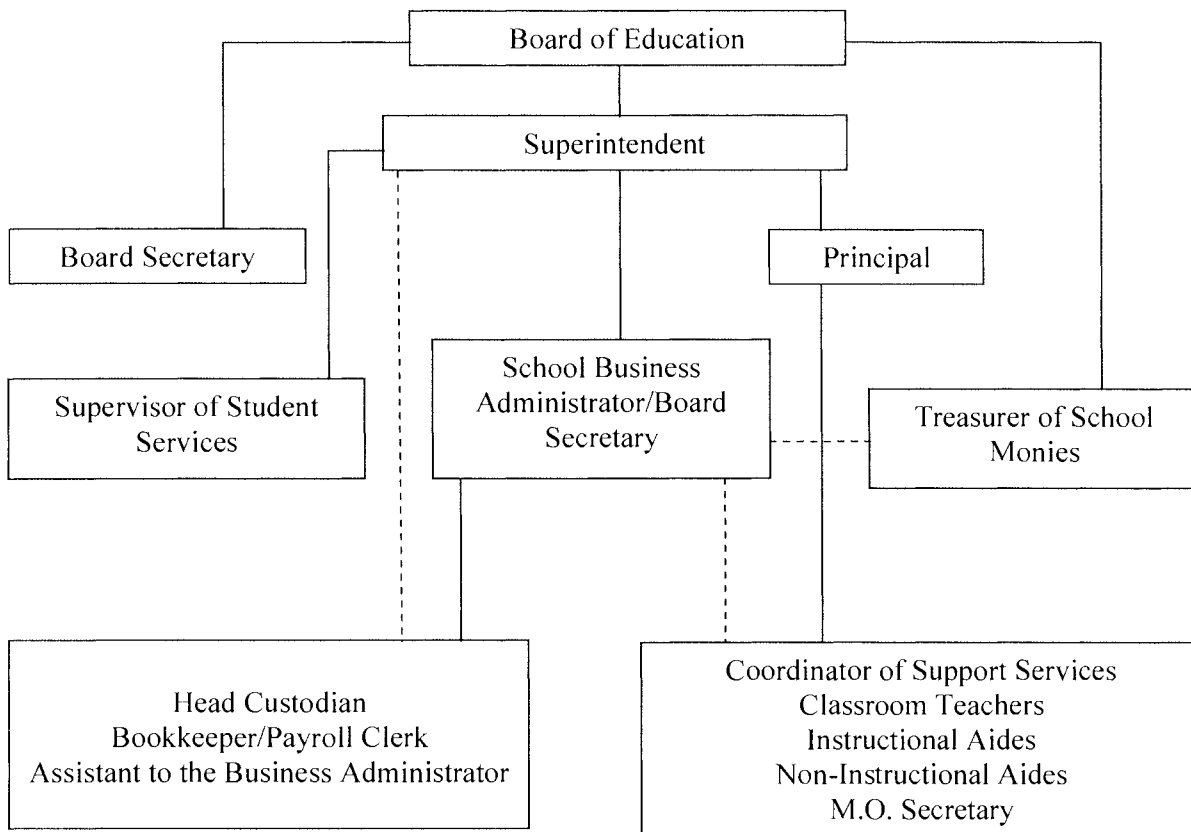 Board of Education
Superintendent
Board Secretary
Principal
School Business
Administrator/Board
Secretary
Supervisor of Student
Services
Treasurer of School
Monies
Head Custodian
Bookkeeper/Payroll Clerk
Assistant to the Business Administrator
Coordinator of Support Services
Classroom Teachers
Instructional Aides
Non-Instructional Aides
M.O. Secretary